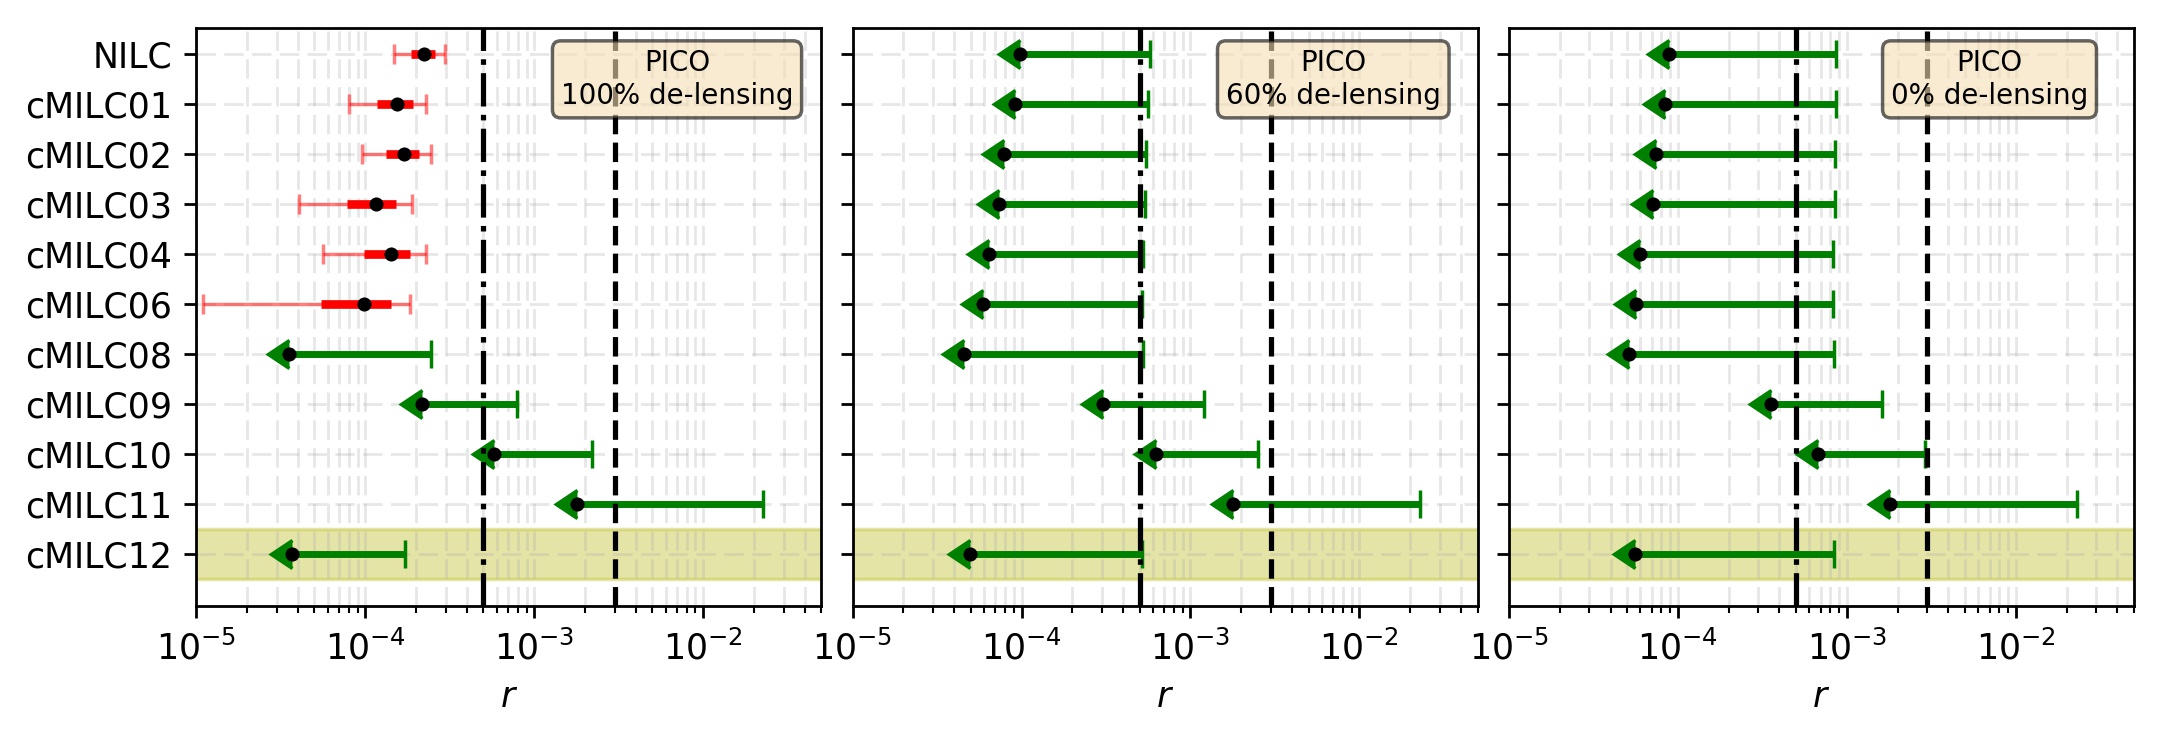 NILC
cMILC01
cMILC02
cMILC03
cMILC04
cMILC06
cMILC08
cMILC09
cMILC10
cMILC11
cMILC12
PICO
100% de-lensing
PICO
60% de-lensing
PICO
0% de-lensing
10⁻⁵ 10⁻⁴ 10⁻³ 10⁻²
10⁻⁵ 10⁻⁴ 10⁻³ 10⁻²
10⁻⁵ 10⁻⁴ 10⁻³ 10⁻²
r
r
r